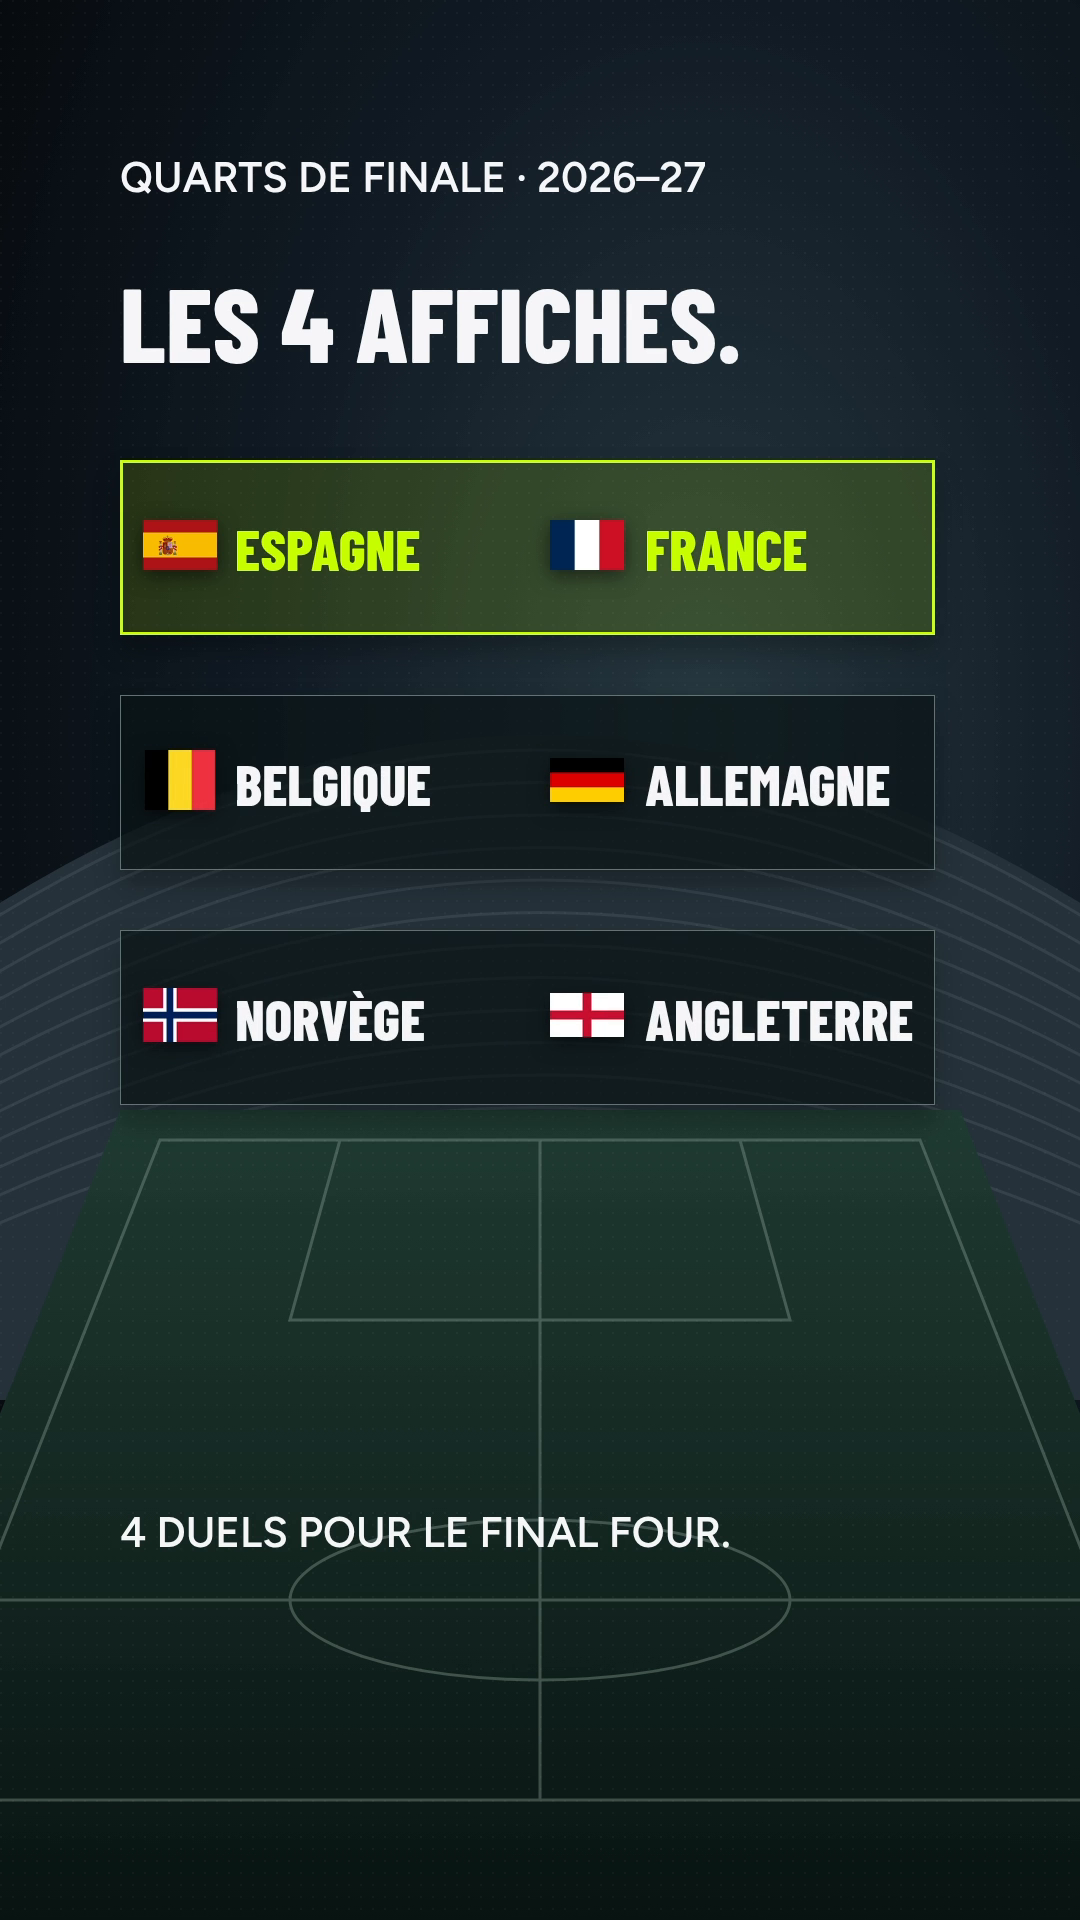 QUARTS DE FINALE · 2026–27
LES 4 AFFICHES.
ESPAGNE FRANCE
BELGIQUE ALLEMAGNE
NORVÈGE ANGLETERRE
4 DUELS POUR LE FINAL FOUR.